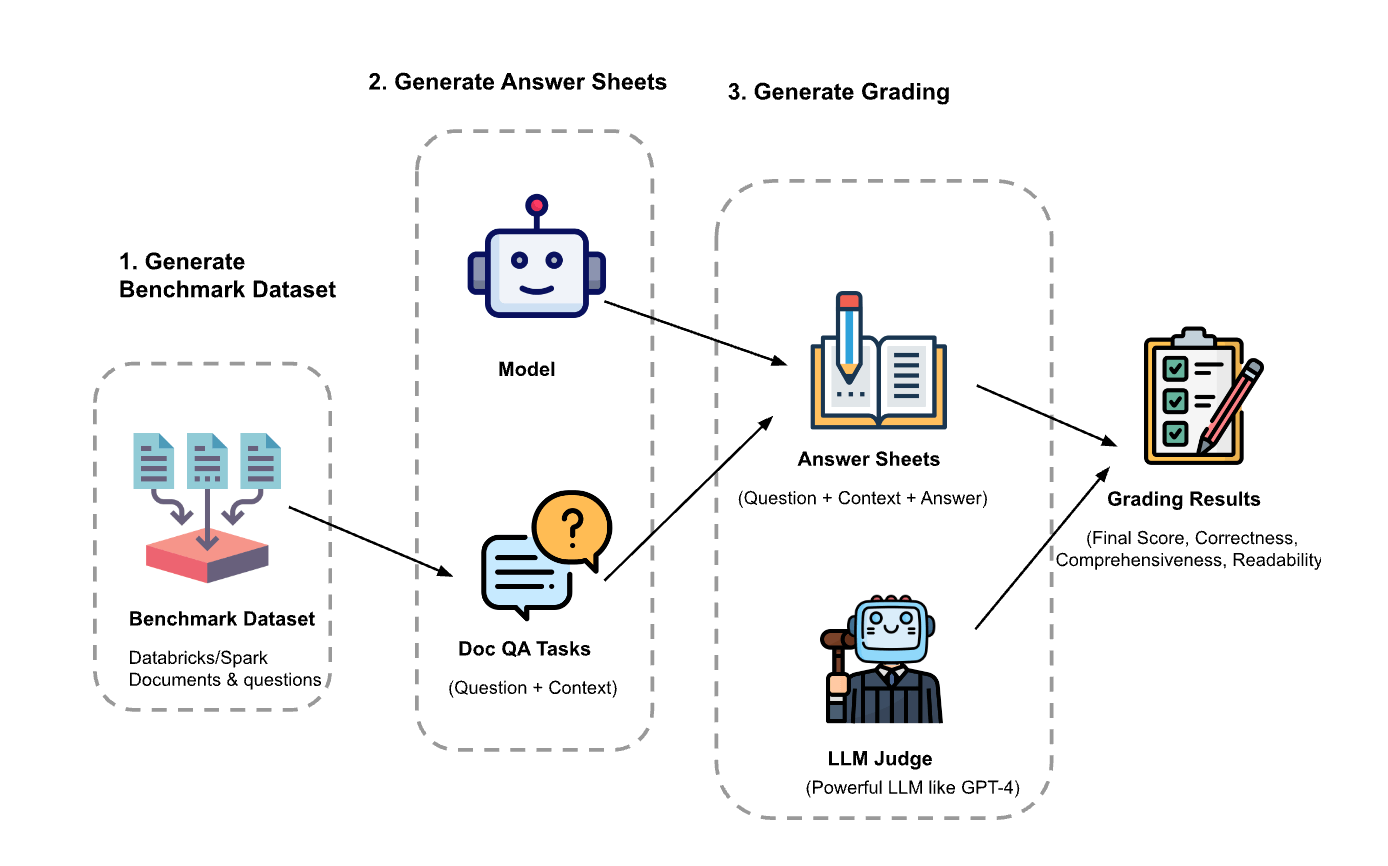 2. Generate Answer Sheets
3. Generate Grading
1. Generate
Benchmark Dataset
Model
Benchmark Dataset
Databricks/Spark
Documents & questions
?
Doc QA Tasks
(Question + Context)
Answer Sheets
(Question + Context + Answer)
LLM Judge
(Powerful LLM like GPT-4)
Grading Results
(Final Score, Correctness,
Comprehensiveness, Readability